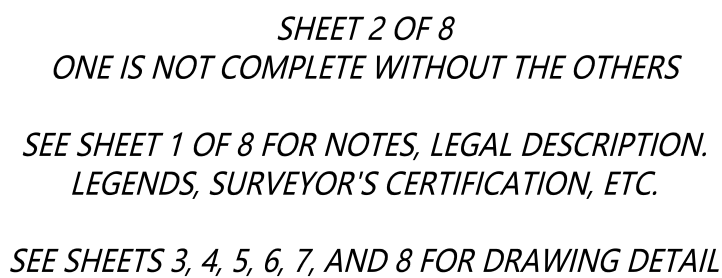 SHEET 2 OF 8
ONE IS NOT COMPLETE WITHOUT THE OTHERS
SEE SHEET 1 OF 8 FOR NOTES, LEGAL DESCRIPTION.
LEGENDS, SURVEYOR'S CERTIFICATION, ETC.
SEE SHEETS 3, 4, 5, 6, 7, AND 8 FOR DRAWING DETAIL